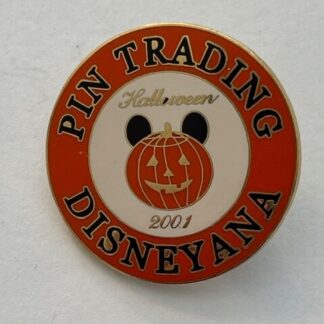 PIN TRADING
Halloween
2001
DISNEYANA